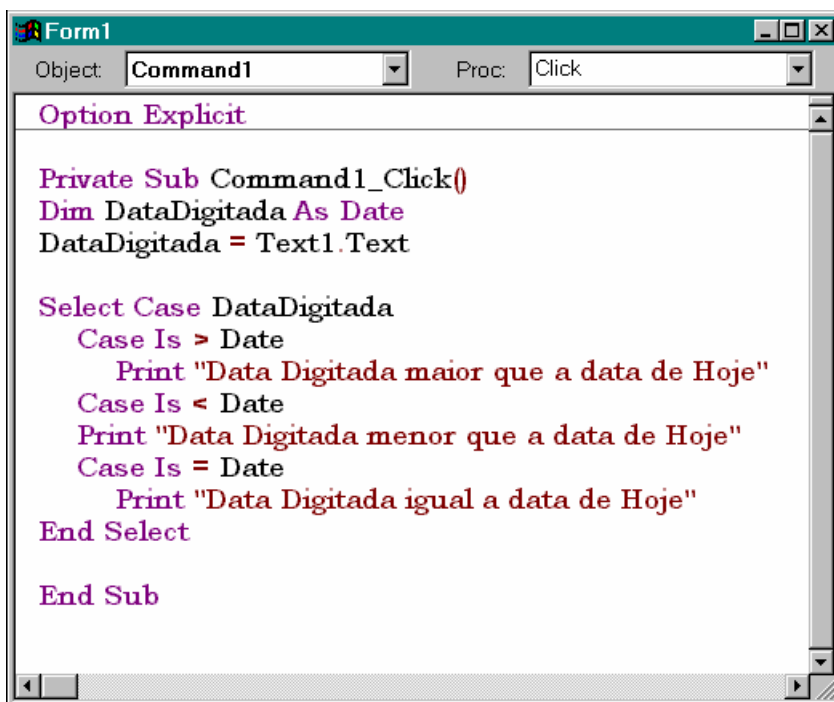 Form1
Object: Command1 Proc: Click
Option Explicit
Private Sub Command1_Click()
Dim DataDigitada As Date
DataDigitada = Text1.Text
Select Case DataDigitada
Case Is > Date
Print "Data Digitada maior que a data de Hoje"
Case Is < Date
Print "Data Digitada menor que a data de Hoje"
Case Is = Date
Print "Data Digitada igual a data de Hoje"
End Select
End Sub